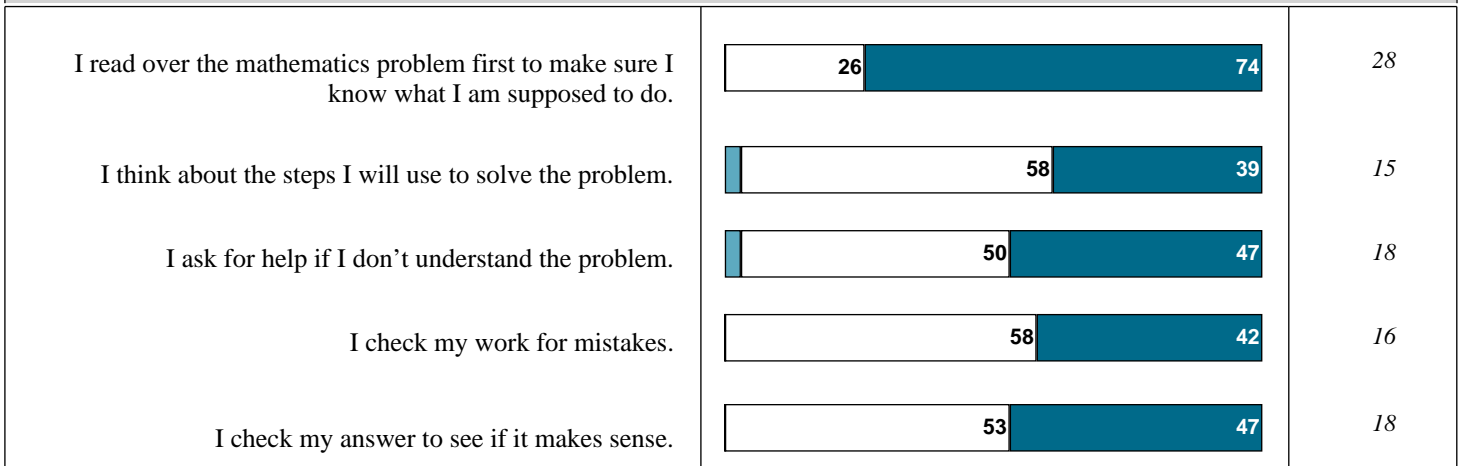 I read over the mathematics problem first to make sure I
know what I am supposed to do.
26 74
28
I think about the steps I will use to solve the problem.
58 39
15
I ask for help if I don’t understand the problem.
50 47
18
I check my work for mistakes.
58 42
16
I check my answer to see if it makes sense.
53 47
18